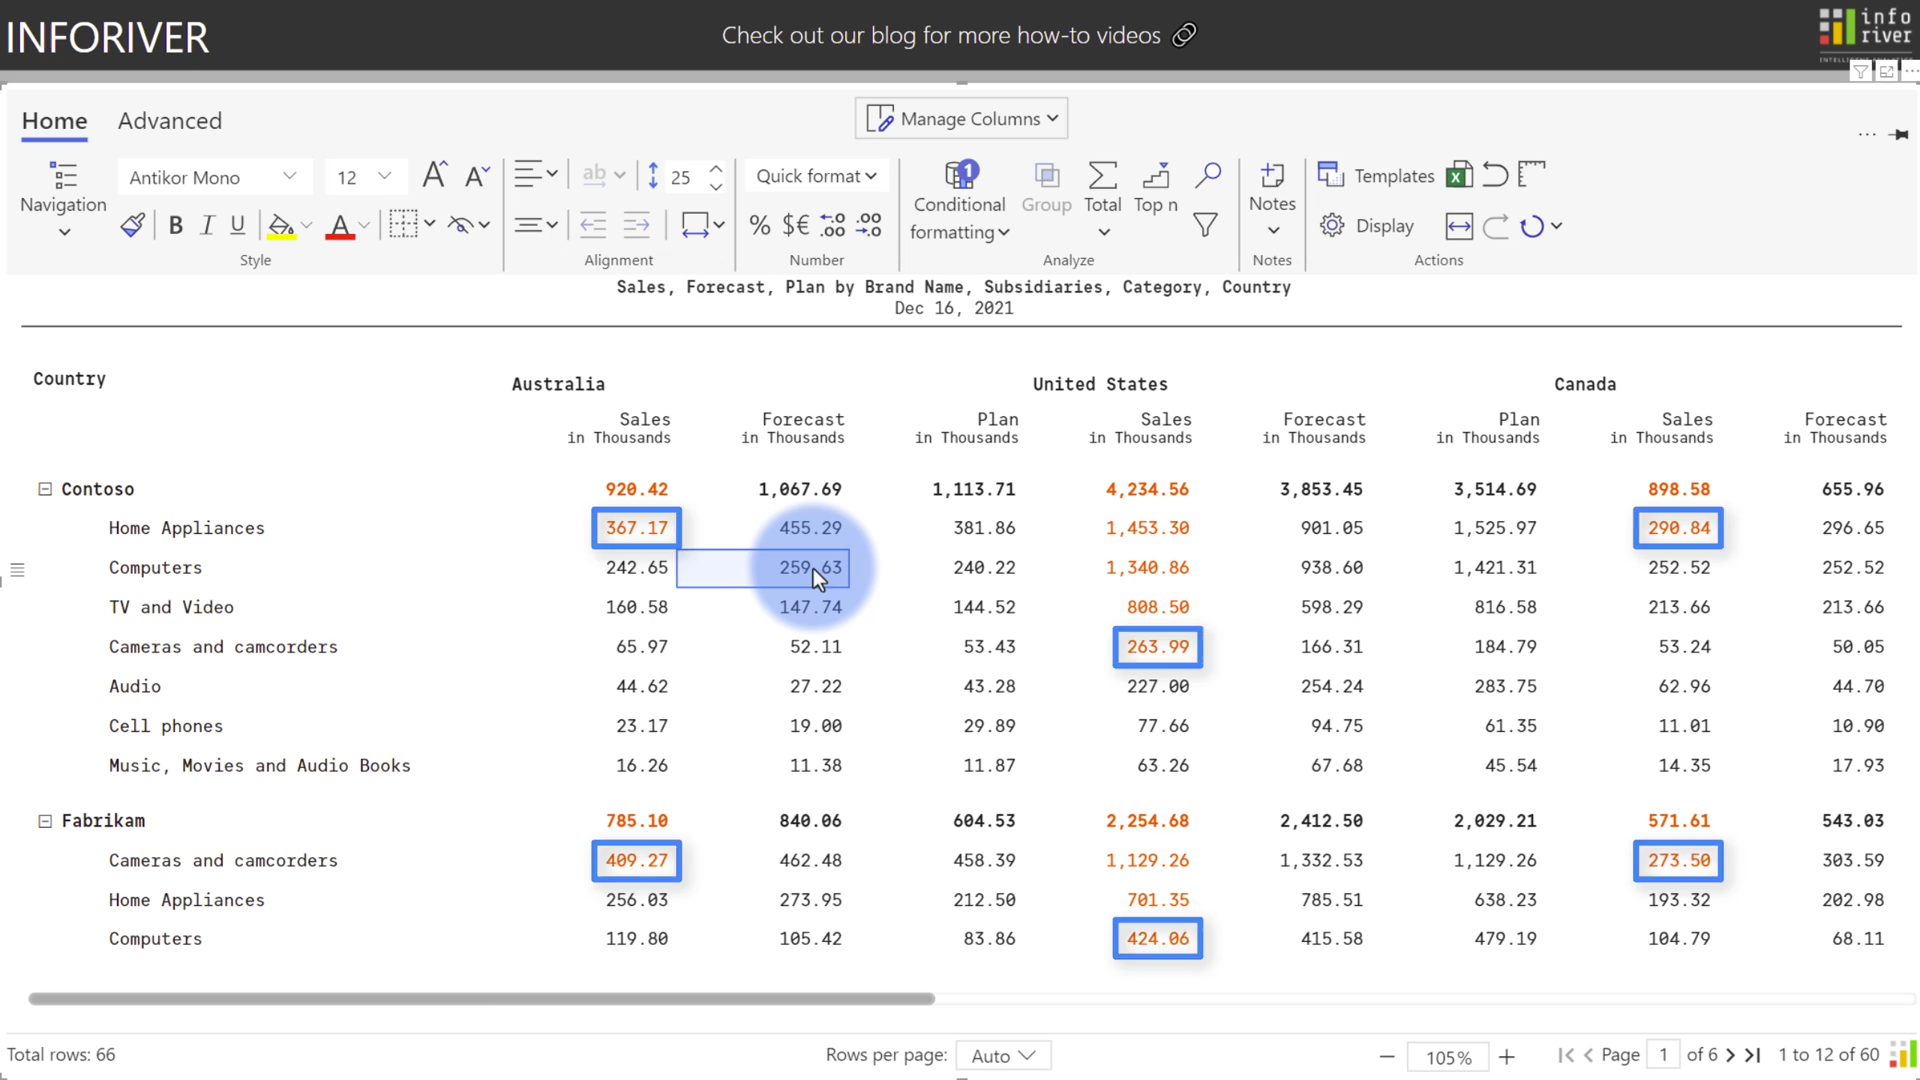 INFORIVER
Check out our blog for more how-to videos
info
river
Home Advanced
Manage Columns
Navigation
Antikor Mono 12
ab 25
Quick format
Conditional
formatting
Group Total Top n
Notes
Templates
Display
Style Alignment Number Analyze Notes Actions
Sales, Forecast, Plan by Brand Name, Subsidiaries, Category, Country
Dec 16, 2021
Country Australia United States Canada
Sales Forecast Plan Sales Forecast Plan Sales Forecast
in Thousands in Thousands in Thousands in Thousands in Thousands in Thousands in Thousands in Thousands
Contoso 920.42 1,067.69 1,113.71 4,234.56 3,853.45 3,514.69 898.58 655.96
Home Appliances 367.17 455.29 381.86 1,453.30 901.05 1,525.97 290.84 296.65
Computers 242.65 259.63 240.22 1,340.86 938.60 1,421.31 252.52 252.52
TV and Video 160.58 147.74 144.52 808.50 598.29 816.58 213.66 213.66
Cameras and camcorders 65.97 52.11 53.43 263.99 166.31 184.79 53.24 50.05
Audio 44.62 27.22 43.28 227.00 254.24 283.75 62.96 44.70
Cell phones 23.17 19.00 29.89 77.66 94.75 61.35 11.01 10.90
Music, Movies and Audio Books 16.26 11.38 11.87 63.26 67.68 45.54 14.35 17.93
Fabrikam 785.10 840.06 604.53 2,254.68 2,412.50 2,029.21 571.61 543.03
Cameras and camcorders 409.27 462.48 458.39 1,129.26 1,332.53 1,129.26 273.50 303.59
Home Appliances 256.03 273.95 212.50 701.35 785.51 638.23 193.32 202.98
Computers 119.80 105.42 83.86 424.06 415.58 479.19 104.79 68.11
Total rows: 66 Rows per page: Auto 105% Page 1 of 6 1 to 12 of 60